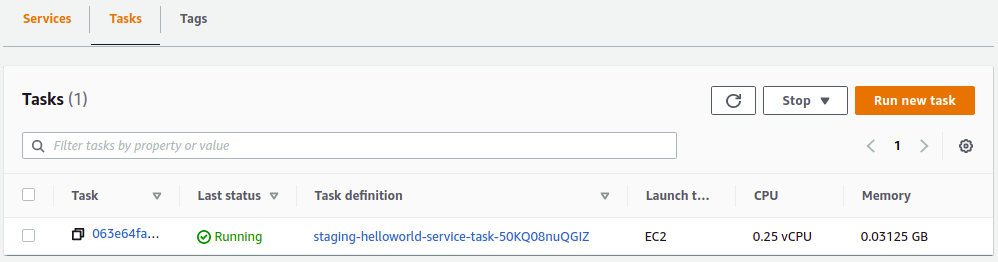 Services Tasks Tags
Tasks (1) Stop Run new task
Filter tasks by property or value 1
Task Last status Task definition Launch t... CPU Memory
063e64fa... Running staging-helloworld-service-task-50KQ08nuQGIZ EC2 0.25 vCPU 0.03125 GB